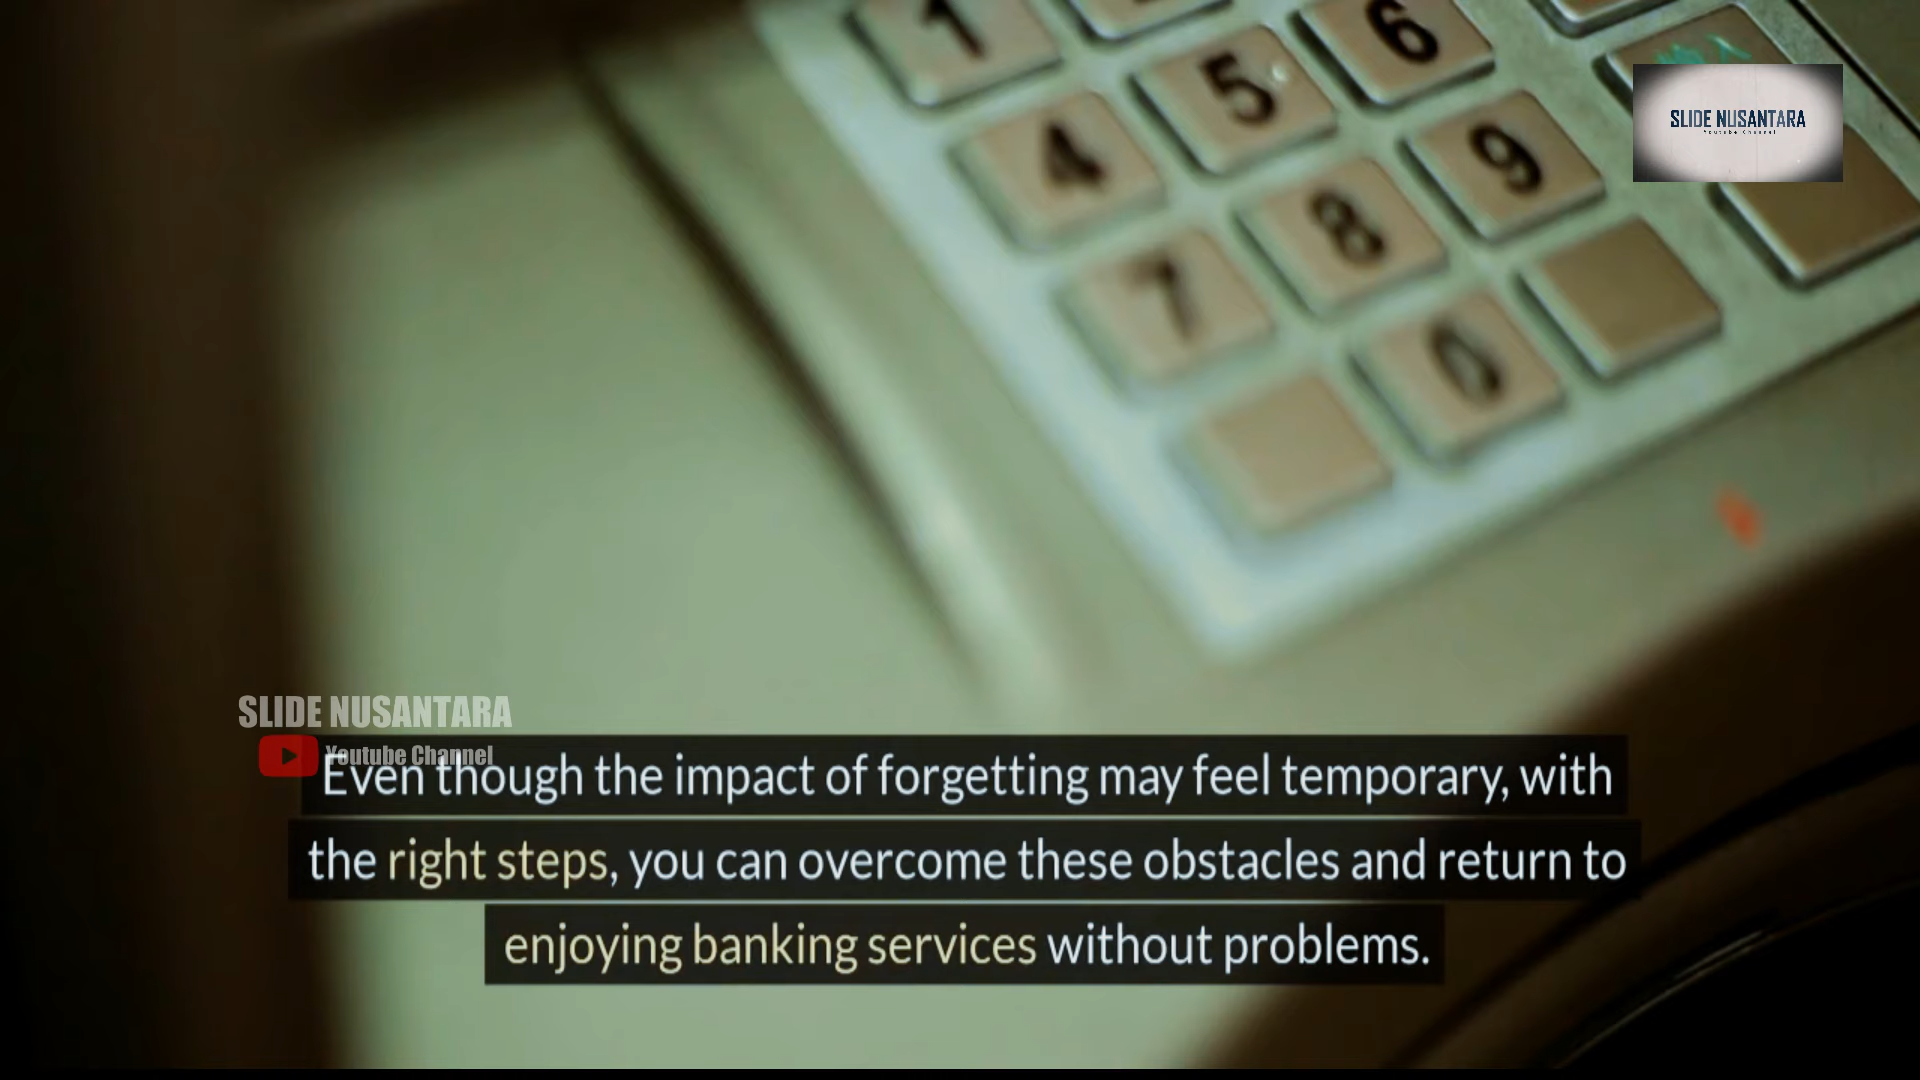 1
6
5
9
4
8
7
0
SLIDE NUSANTARA
Youtube Channel
SLIDE NUSANTARA
Youtube Channel
Even though the impact of forgetting may feel temporary, with
the right steps, you can overcome these obstacles and return to
enjoying banking services without problems.